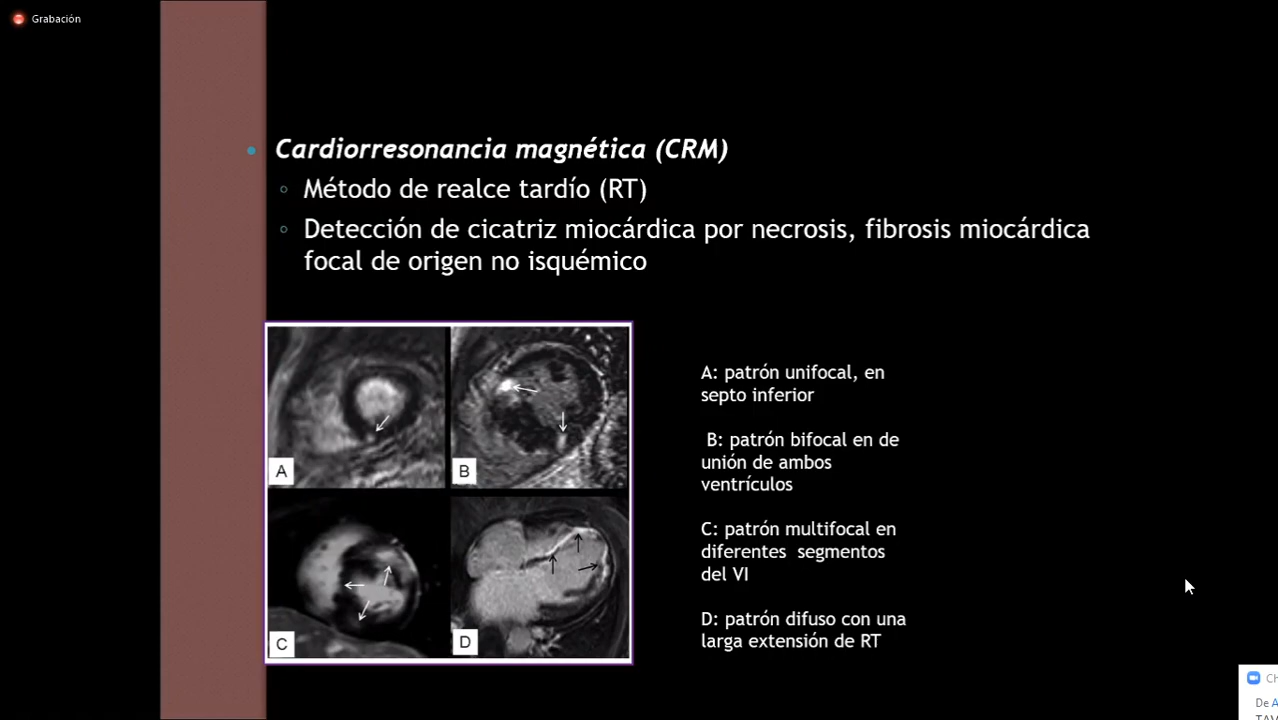 Grabación
Cardiorresonancia magnética (CRM)
Método de realce tardío (RT)
Detección de cicatriz miocárdica por necrosis, fibrosis miocárdica
focal de origen no isquémico
A
B
C
D
A: patrón unifocal, en
septo inferior
B: patrón bifocal en de
unión de ambos
ventrículos
C: patrón multifocal en
diferentes segmentos
del VI
D: patrón difuso con una
larga extensión de RT
De